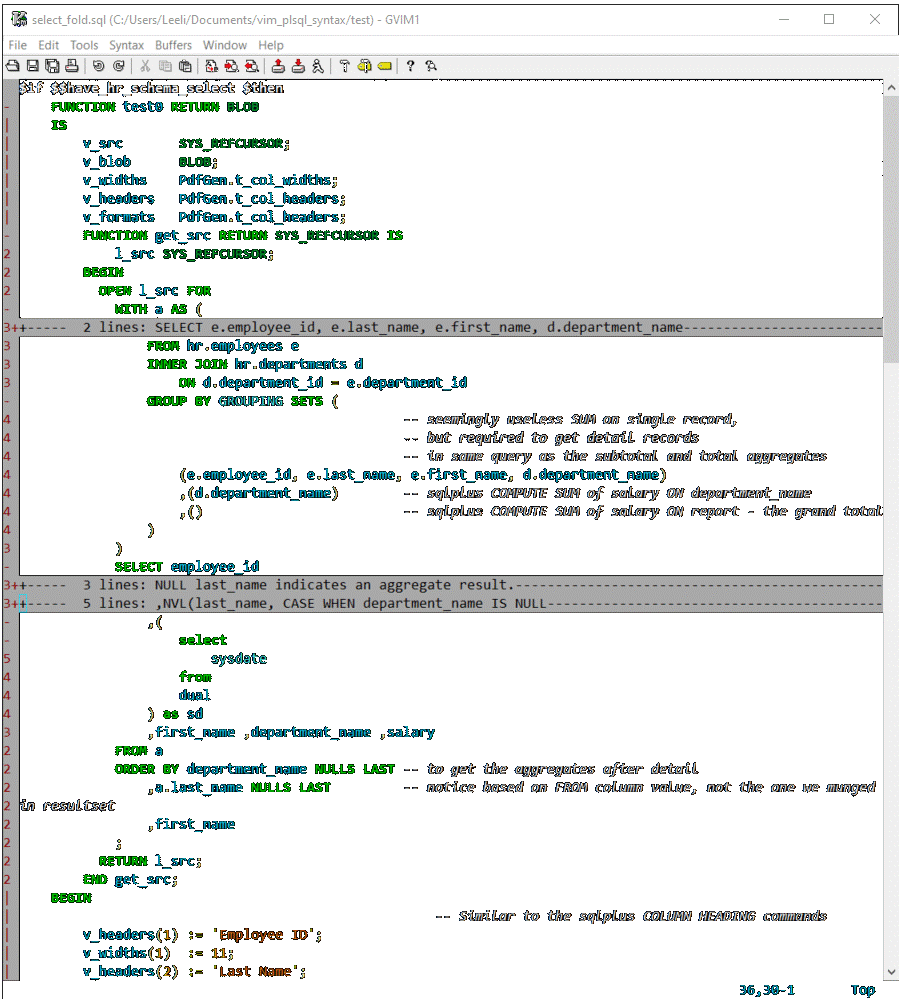 select_fold.sql (C:/Users/Leeli/Documents/vim_plsql_syntax/test) - GVIM1
File Edit Tools Syntax Buffers Window Help
$if $$have_hr_schema_select $then
- FUNCTION test0 RETURN BLOB
| IS
| v_src SYS_REFCURSOR;
| v_blob BLOB;
| v_widths PdfGen.t_col_widths;
| v_headers PdfGen.t_col_headers;
| v_formats PdfGen.t_col_headers;
- FUNCTION get_src RETURN SYS_REFCURSOR IS
2 l_src SYS_REFCURSOR;
2 BEGIN
2 OPEN l_src FOR
- WITH a AS (
3++----- 2 lines: SELECT e.employee_id, e.last_name, e.first_name, d.department_name-------------------------
3 FROM hr.employees e
3 INNER JOIN hr.departments d
3 ON d.department_id = e.department_id
- GROUP BY GROUPING SETS (
4 -- seemingly useless SUM on single record,
4 -- but required to get detail records
4 -- in same query as the subtotal and total aggregates
4 (e.employee_id, e.last_name, e.first_name, d.department_name)
4 ,(d.department_name) -- sqlplus COMPUTE SUM of salary ON department_name
4 ,() -- sqlplus COMPUTE SUM of salary ON report - the grand total
4 )
3 )
- SELECT employee_id
3++----- 3 lines: NULL last_name indicates an aggregate result.----------------------------------------------
3++----- 5 lines: ,NVL(last_name, CASE WHEN department_name IS NULL------------------------------------------
- ,(
- select
5 sysdate
4 from
4 dual
4 ) as sd
3 ,first_name ,department_name ,salary
2 FROM a
2 ORDER BY department_name NULLS LAST -- to get the aggregates after detail
2 ,a.last_name NULLS LAST -- notice based on FROM column value, not the one we munged
2 in resultset
2 ,first_name
2 ;
2 RETURN l_src;
2 END get_src;
| BEGIN
| -- Similar to the sqlplus COLUMN HEADING commands
| v_headers(1) := 'Employee ID';
| v_widths(1) := 11;
| v_headers(2) := 'Last Name';
36,30-1 Top